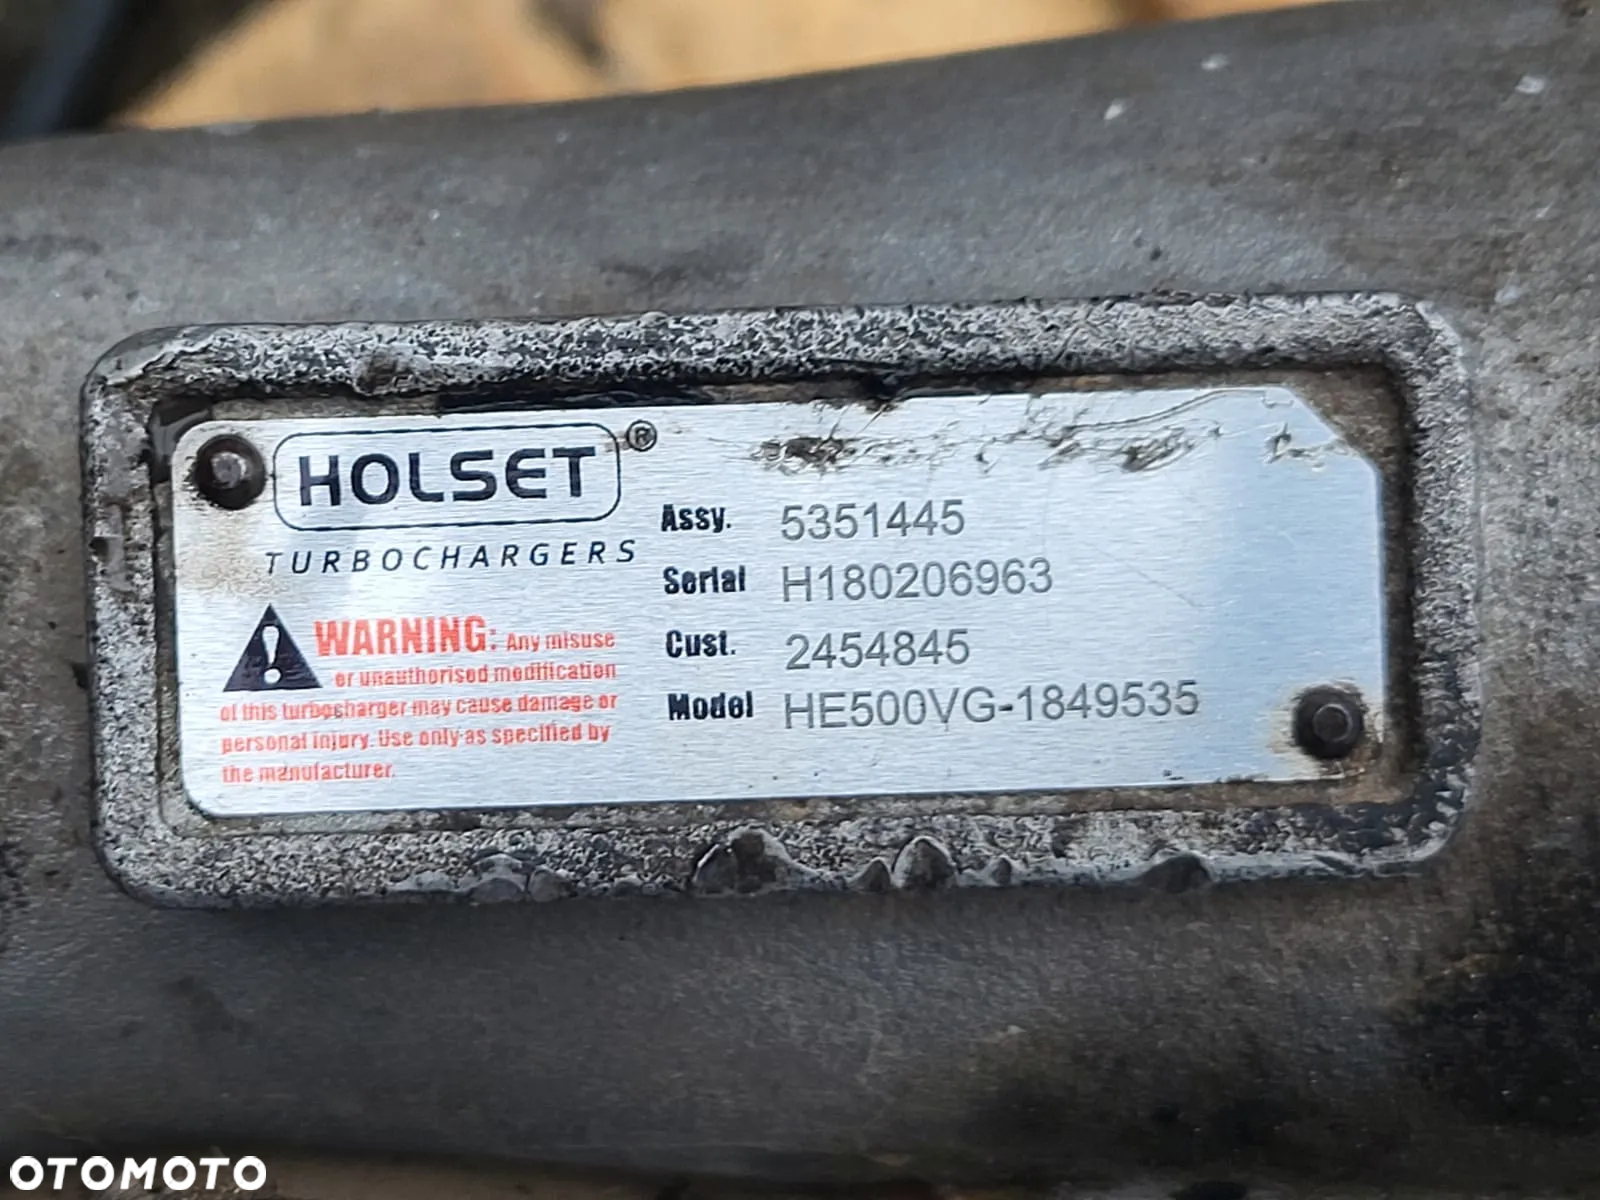 HOLSET®
TURBOCHARGERS
WARNING: Any misuse
or unauthorised modification
of this turbocharger may cause damage or
personal injury. Use only as specified by
the manufacturer.
Assy. 5351445
Serial H180206963
Cust. 2454845
Model HE500VG-1849535
OTOMOTO